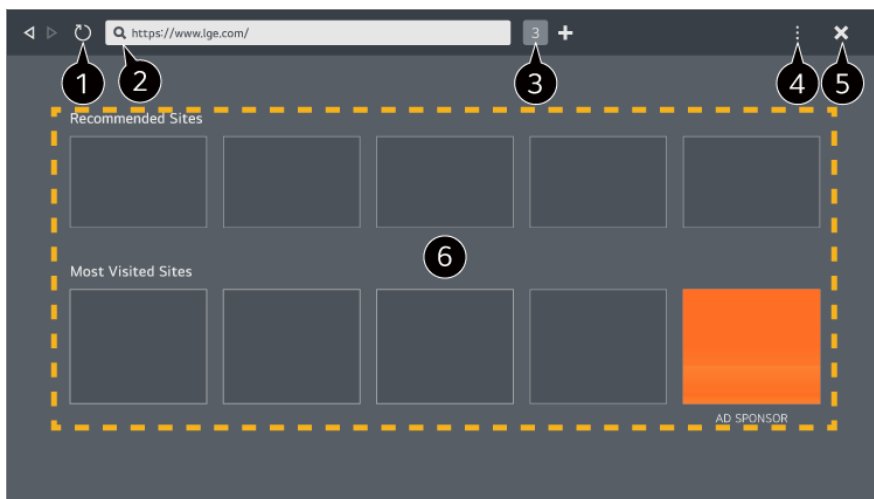 https://www.lge.com/ 3
1 2 3 4 5
Recommended Sites
6
Most Visited Sites
AD SPONSOR